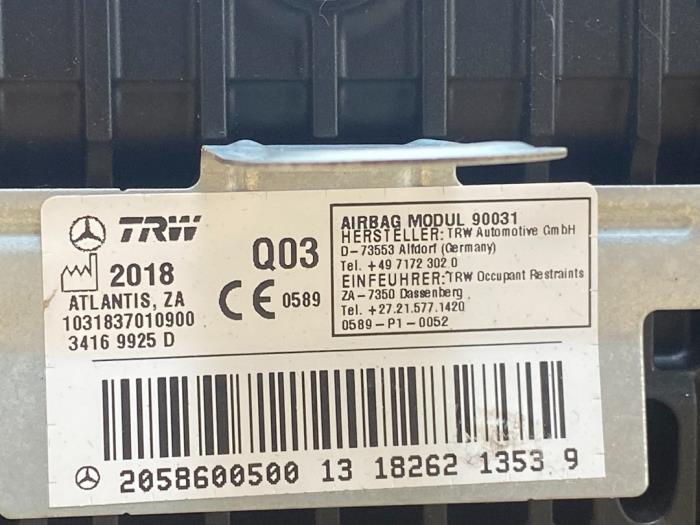 TRW
2018
Q03
ATLANTIS, ZA
CE 0589
1031837010900
3416 9925 D
AIRBAG MODUL 90031
HERSTELLER: TRW Automotive GmbH
D-73553 Alfdorf (Germany)
Tel. +49 7172 302 0
EINFEUHRER: TRW Occupant Restraints
ZA-7350 Dassenberg
Tel. +27.21.577.1420
0589-P1-0052
2058600500 13 18262 1353 9